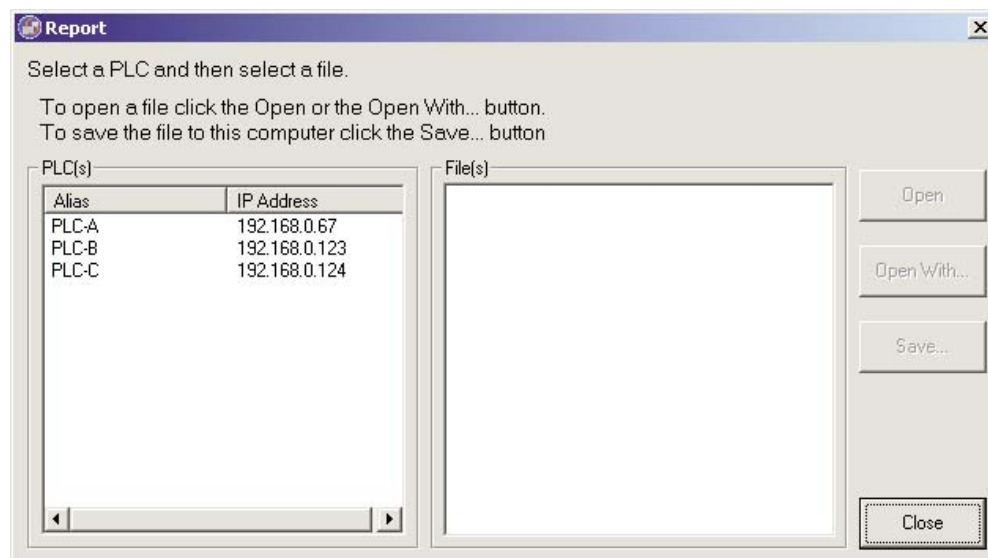 Report
Select a PLC and then select a file.
To open a file click the Open or the Open With... button.
To save the file to this computer click the Save... button
PLC(s)
Alias IP Address
PLC-A 192.168.0.67
PLC-B 192.168.0.123
PLC-C 192.168.0.124
File(s)
Open
Open With...
Save...
Close